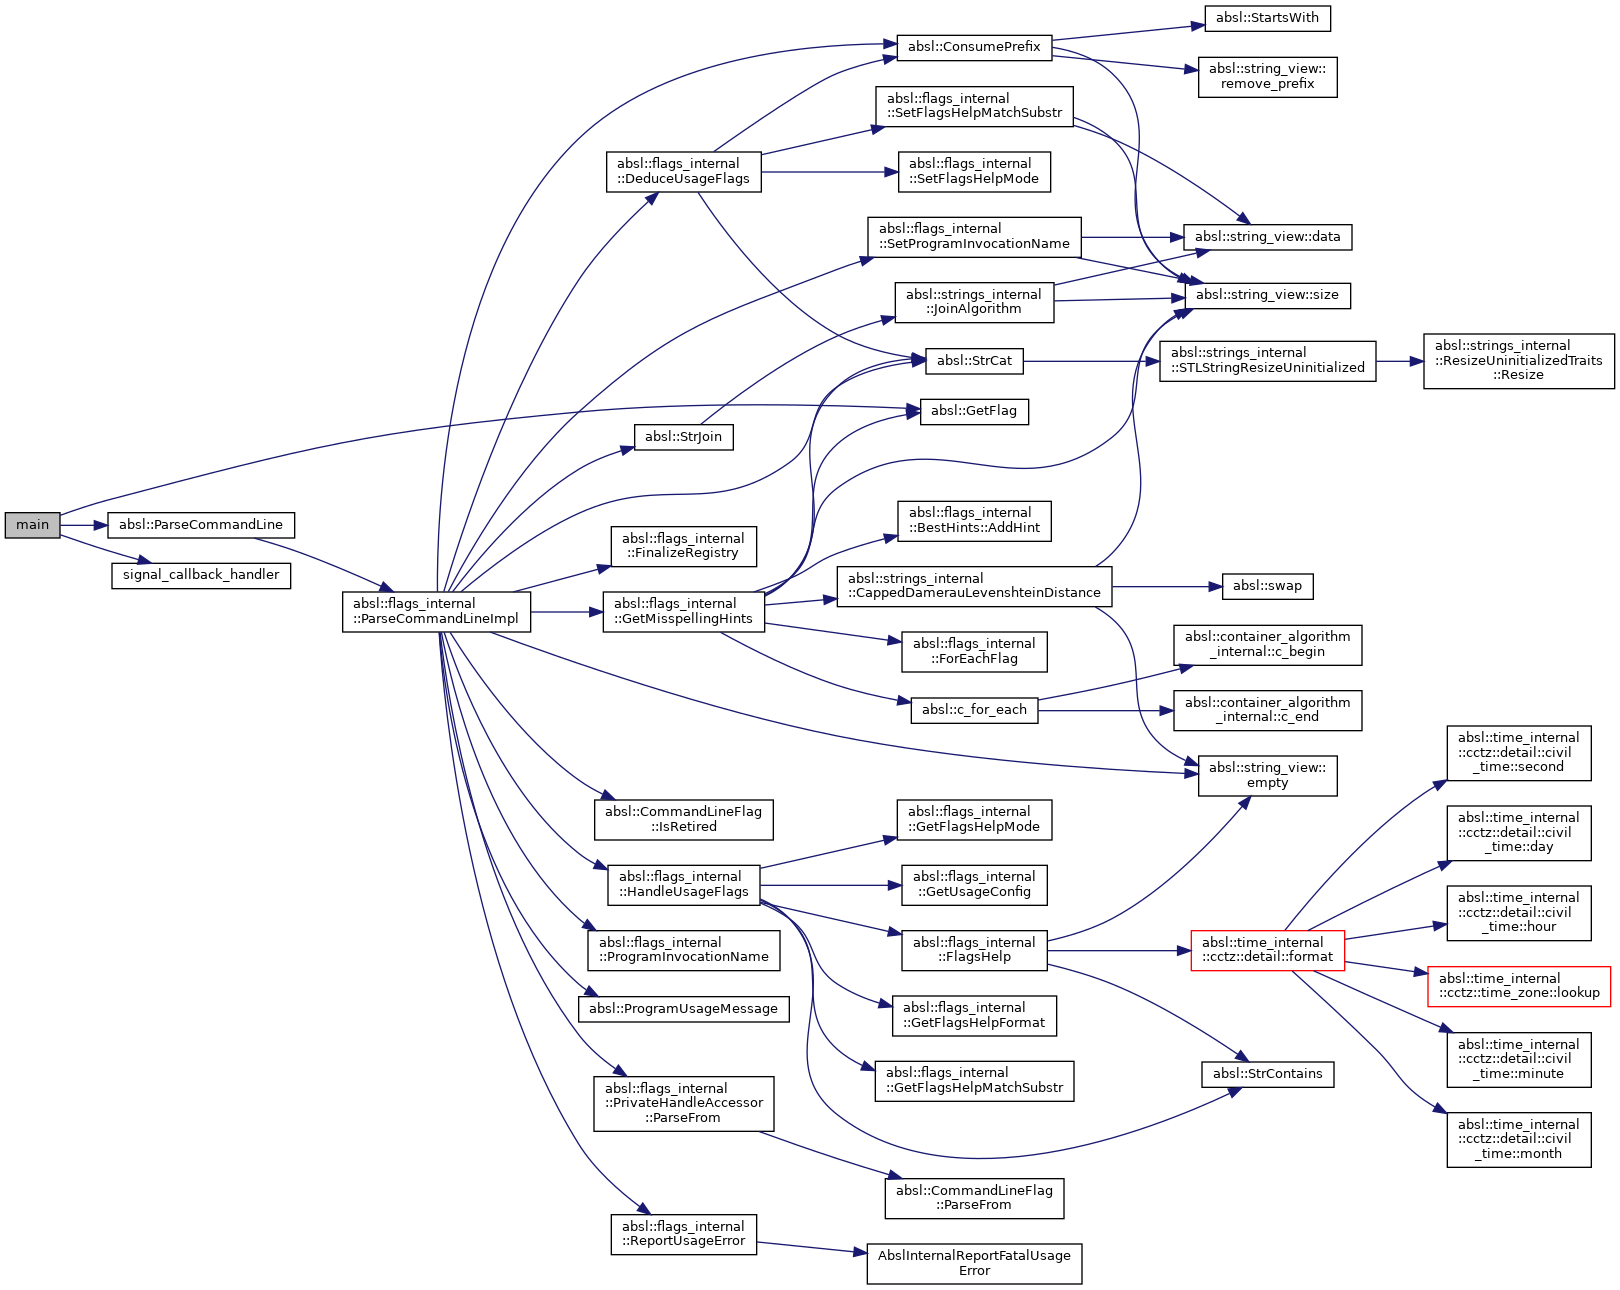 main
absl::ParseCommandLine
signal_callback_handler
absl::flags_internal
::ParseCommandLineImpl
absl::flags_internal
::DeduceUsageFlags
absl::StrJoin
absl::flags_internal
::FinalizeRegistry
absl::flags_internal
::GetMisspellingHints
absl::CommandLineFlag
::IsRetired
absl::flags_internal
::HandleUsageFlags
absl::flags_internal
::ProgramInvocationName
absl::ProgramUsageMessage
absl::flags_internal
::PrivateHandleAccessor
::ParseFrom
absl::flags_internal
::ReportUsageError
absl::ConsumePrefix
absl::flags_internal
::SetFlagsHelpMatchSubstr
absl::flags_internal
::SetFlagsHelpMode
absl::flags_internal
::SetProgramInvocationName
absl::strings_internal
::JoinAlgorithm
absl::StrCat
absl::GetFlag
absl::flags_internal
::BestHints::AddHint
absl::strings_internal
::CappedDamerauLevenshteinDistance
absl::flags_internal
::ForEachFlag
absl::c_for_each
absl::flags_internal
::GetFlagsHelpMode
absl::flags_internal
::GetUsageConfig
absl::flags_internal
::FlagsHelp
absl::flags_internal
::GetFlagsHelpFormat
absl::flags_internal
::GetFlagsHelpMatchSubstr
absl::CommandLineFlag
::ParseFrom
AbslInternalReportFatalUsage
Error
absl::StartsWith
absl::string_view::
remove_prefix
absl::string_view::data
absl::string_view::size
absl::strings_internal
::STLStringResizeUninitialized
absl::swap
absl::container_algorithm
_internal::c_begin
absl::container_algorithm
_internal::c_end
absl::string_view::
empty
absl::time_internal
::cctz::detail::format
absl::StrContains
absl::strings_internal
::ResizeUninitializedTraits
::Resize
absl::time_internal
::cctz::detail::civil
_time::second
absl::time_internal
::cctz::detail::civil
_time::day
absl::time_internal
::cctz::detail::civil
_time::hour
absl::time_internal
::cctz::time_zone::lookup
absl::time_internal
::cctz::detail::civil
_time::minute
absl::time_internal
::cctz::detail::civil
_time::month